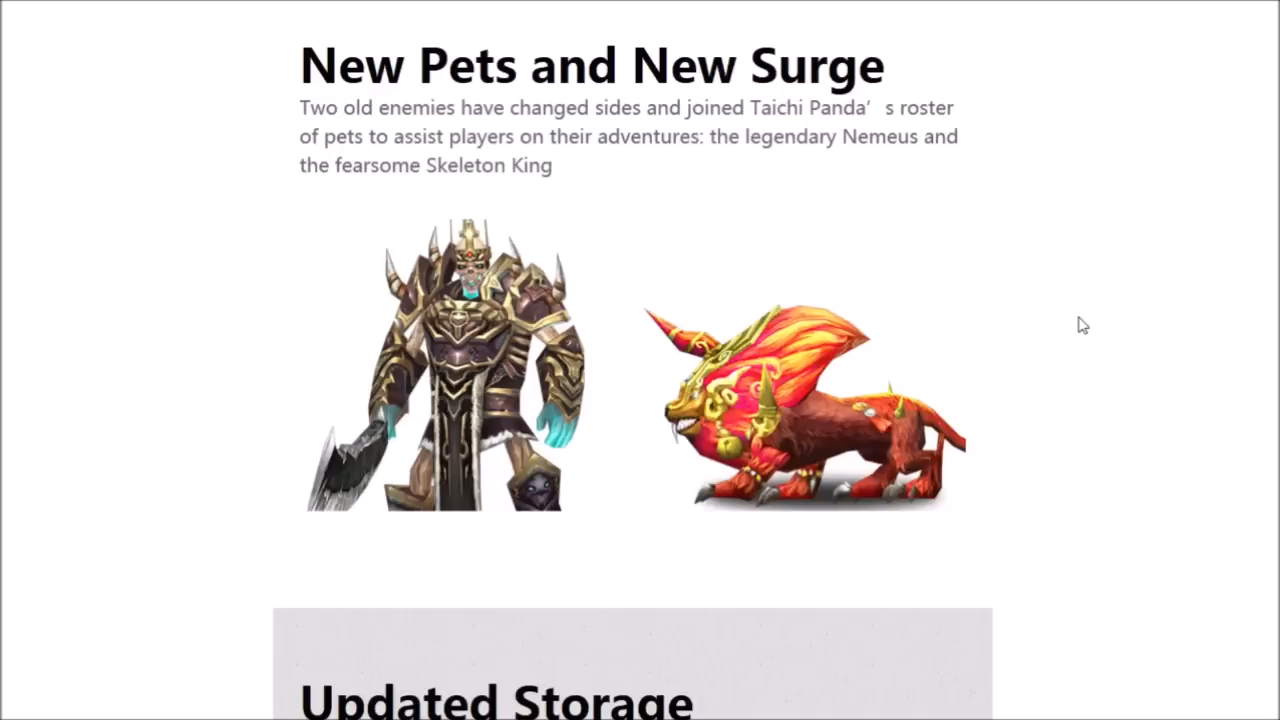 New Pets and New Surge
Two old enemies have changed sides and joined Taichi Panda’ s roster
of pets to assist players on their adventures: the legendary Nemeus and
the fearsome Skeleton King
Updated Storage